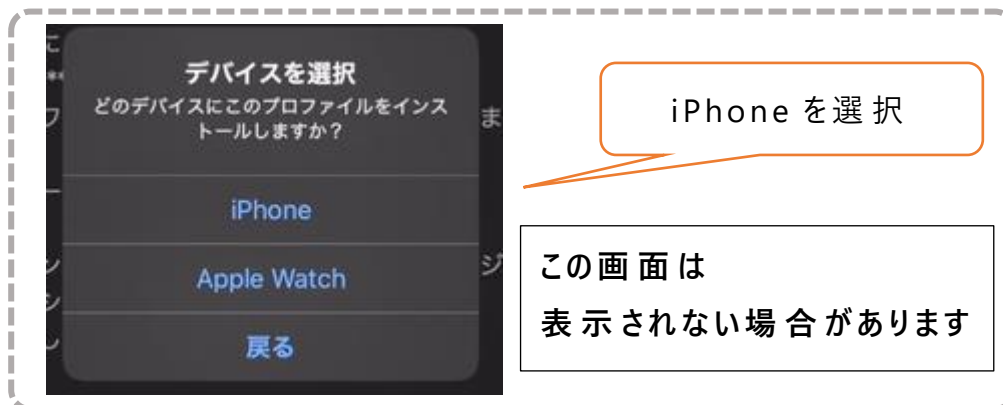 デバイスを選択
どのデバイスにこのプロファイルをインス
トールしますか？
iPhone
Apple Watch
戻る
iPhone を選択
この画面は
表示されない場合があります